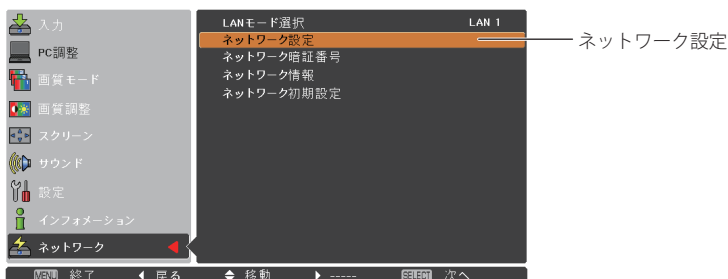 入力
PC調整
画質モード
画質調整
スクリーン
サウンド
設定
インフォメーション
ネットワーク
LANモード選択 LAN 1
ネットワーク設定
ネットワーク暗証番号
ネットワーク情報
ネットワーク初期設定
ネットワーク設定
MENU 終了 戻る 移動 ----- SELECT 次へ